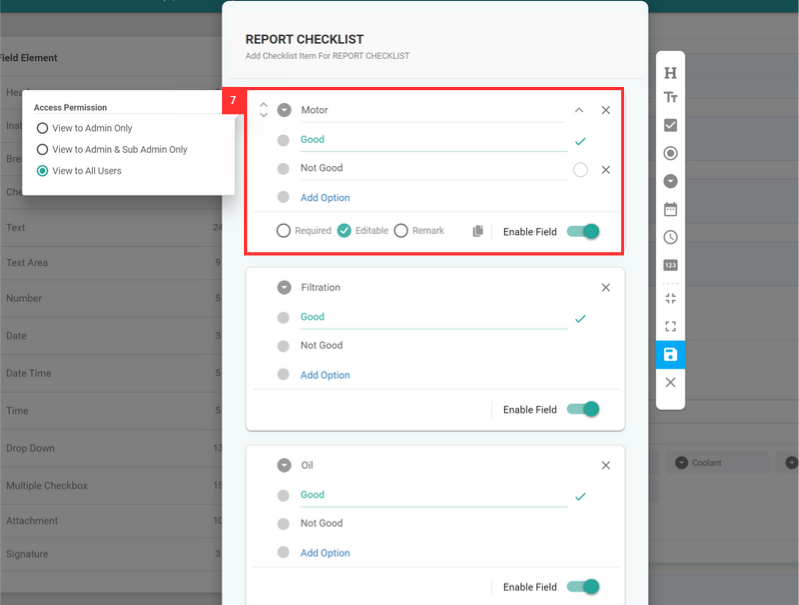 Field Element
Text
24
Text Area
9
Number
5
Date
3
Date Time
5
Time
5
Drop Down
13
Multiple Checkbox
15
Attachment
10
Signature
3
Access Permission
View to Admin Only
View to Admin & Sub Admin Only
View to All Users
7
REPORT CHECKLIST
Add Checklist Item For REPORT CHECKLIST
Motor
Good
Not Good
Add Option
Required Editable Remark Enable Field
Filtration
Good
Not Good
Add Option
Enable Field
Oil
Good
Not Good
Add Option
Enable Field
H
Tт
123
Coolant